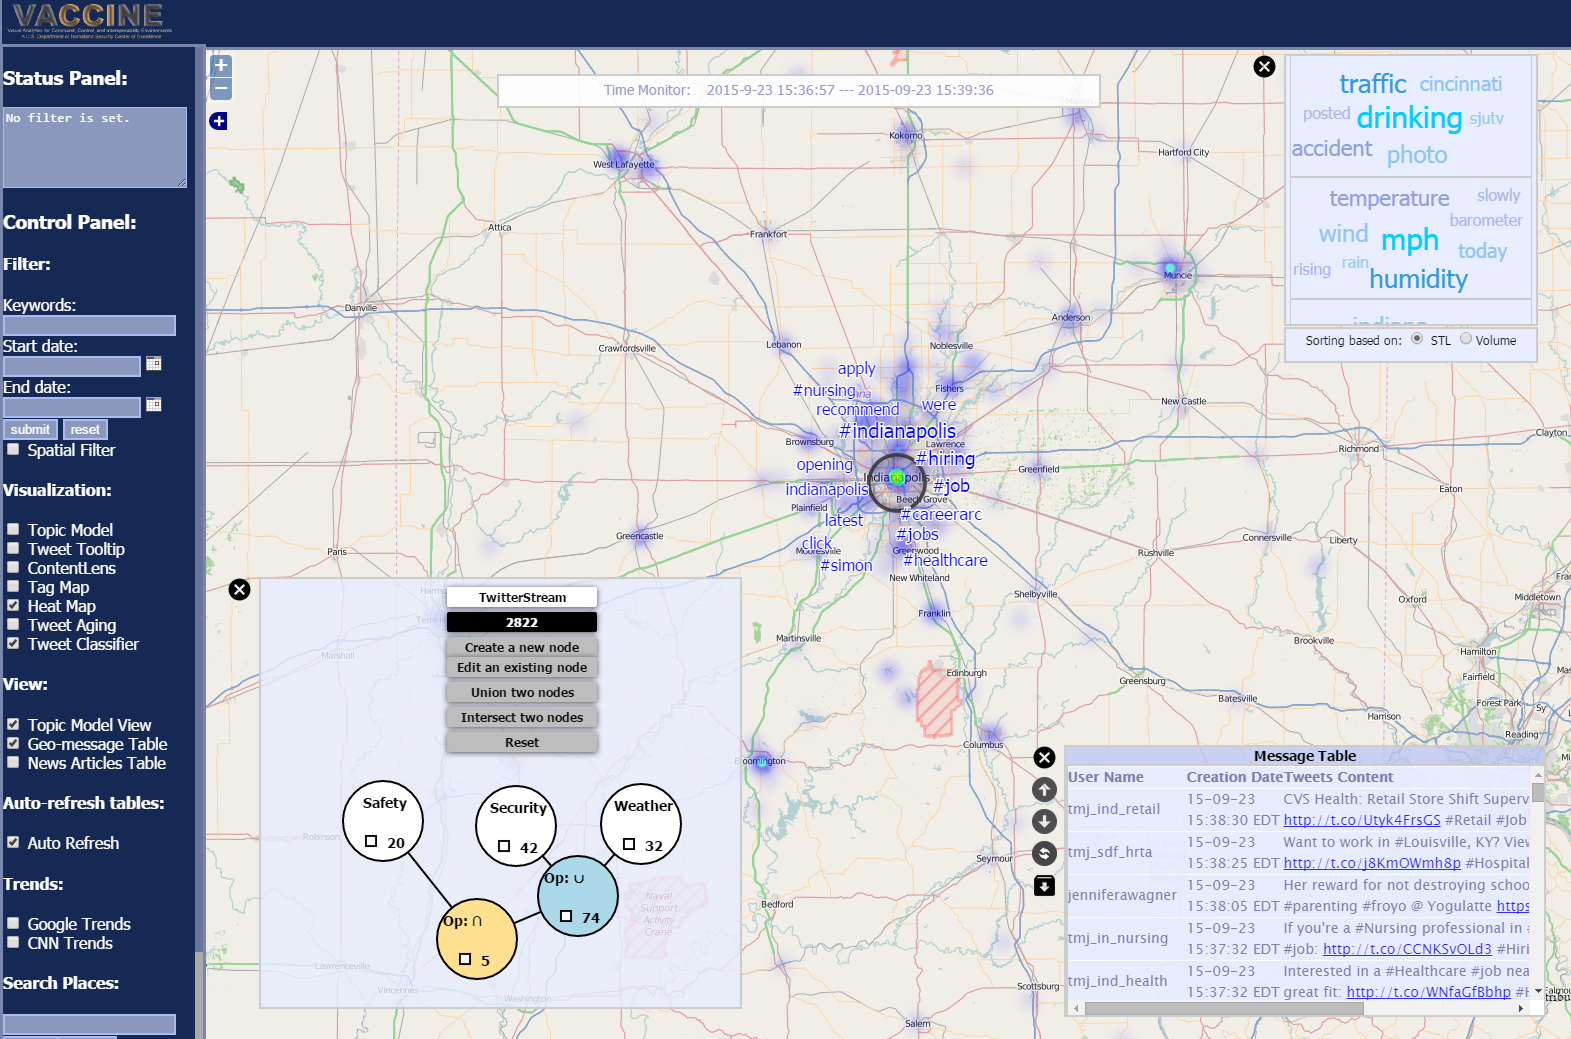 VACCINE
Visual Analytics for Command, Control, and Interoperability Environments
A U.S. Department of Homeland Security Center of Excellence
Status Panel:
No filter is set.
Control Panel:
Filter:
Keywords:
Start date:
End date:
submit reset
Spatial Filter
Visualization:
Topic Model
Tweet Tooltip
ContentLens
Tag Map
Heat Map
Tweet Aging
Tweet Classifier
View:
Topic Model View
Geo-message Table
News Articles Table
Auto-refresh tables:
Auto Refresh
Trends:
Google Trends
CNN Trends
Search Places:
Time Monitor: 2015-9-23 15:36:57 --- 2015-09-23 15:39:36
traffic cincinnati
posted drinking sjutv
accident photo
temperature slowly
barometer
wind mph today
rising rain humidity
indiana
Sorting based on: STL Volume
Marion
Kokomo
West Lafayette
Hartford City
Attica
Frankfort
Muncie
Danville
Anderson
Lebanon
Crawfordsville
Noblesville
Fishers
New Castle
Brownsburg
Lawrence
Clayton
Richmond
Greenfield
Indianapolis
Eaton
Beech Grove
Plainfield
Greencastle
Mooresville
Greenwood
Paris
Connersville
Liberty
Rushville
New Whiteland
Shelbyville
Oxford
Middletown
Franklin
Martinsville
Brookville
Hamilton
Marshall
Edinburgh
Greensburg
Fairfield
Batesville
Forest Park
Harrison
Reading
Columbus
Bloomington
Seymour
Bedford
Naval
Support
Activity
Crane
Robinson
Lawrenceville
Vincennes
Washington
Scottsburg
Salem
apply
#nursing
recommend
were
#indianapolis
#hiring
opening
indianapolis
#job
latest
#careerarc
click
#jobs
#simon
#healthcare
TwitterStream
2822
Create a new node
Edit an existing node
Union two nodes
Intersect two nodes
Reset
Safety
20
Security
42
Weather
32
Op: ∪
74
Op: ∩
5
Message Table
User Name Creation Date Tweets Content
tmj_ind_retail 15-09-23 15:38:30 EDT CVS Health: Retail Store Shift Superv
http://t.co/Utyk4FrsGS #Retail #Job
tmj_sdf_hrta 15-09-23 15:38:25 EDT Want to work in #Louisville, KY? View
http://t.co/j8KmOWmh8p #Hospital
jenniferawagner 15-09-23 15:38:05 EDT Her reward for not destroying schoo
#parenting #froyo @ Yogulatte https
tmj_in_nursing 15-09-23 15:37:32 EDT If you're a #Nursing professional in #
#job: http://t.co/CCNKSvOLd3 #Hiri
tmj_ind_health 15-09-23 15:37:32 EDT Interested in a #Healthcare #job nea
great fit: http://t.co/WNfaGfBbhp #H